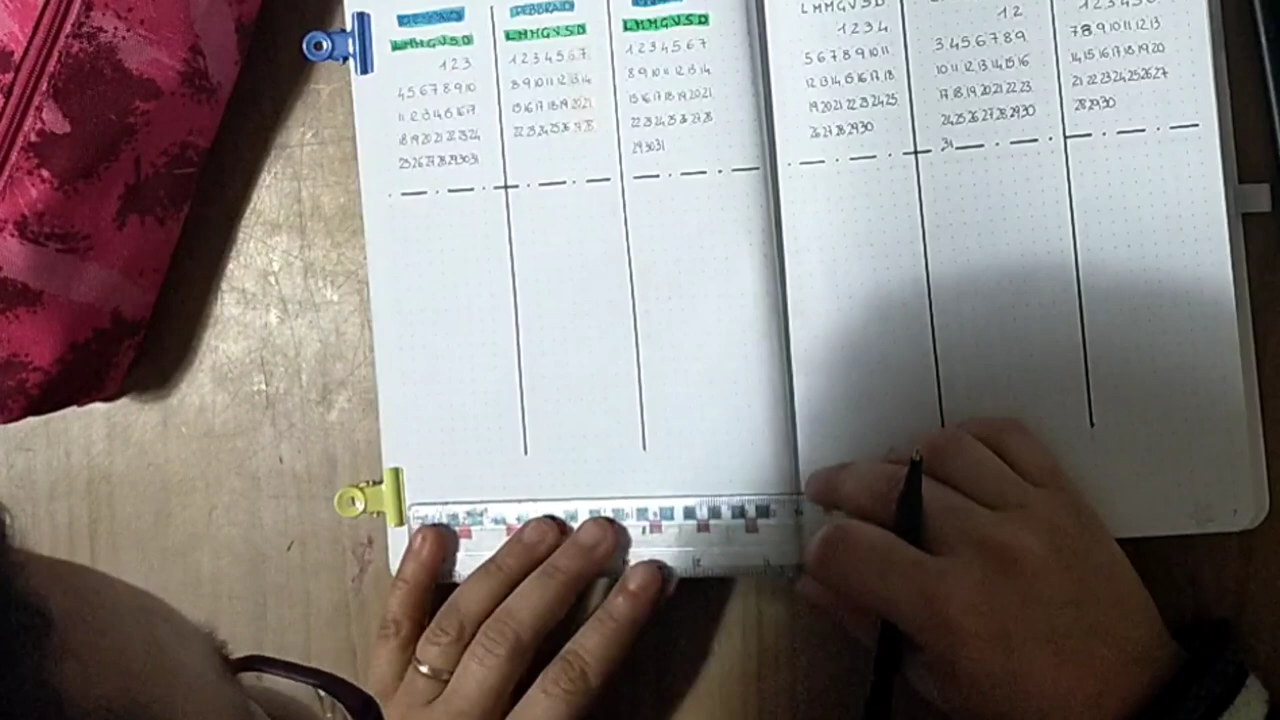 GENNAIO
L M M G V S D
1 2 3
4 5 6 7 8 9 10
11 12 13 14 15 16 17
18 19 20 21 22 23 24
25 26 27 28 29 30 31
FEBBRAIO
L M M G V S D
1 2 3 4 5 6 7
8 9 10 11 12 13 14
15 16 17 18 19 20 21
22 23 24 25 26 27 28
L M M G V S D
1 2 3 4 5 6 7
8 9 10 11 12 13 14
15 16 17 18 19 20 21
22 23 24 25 26 27 28
29 30 31
L M M G V S D
1 2 3 4
5 6 7 8 9 10 11
12 13 14 15 16 17 18
19 20 21 22 23 24 25
26 27 28 29 30
1 2
3 4 5 6 7 8 9
10 11 12 13 14 15 16
17 18 19 20 21 22 23
24 25 26 27 28 29 30
31
1 2 3 4 5 6
7 8 9 10 11 12 13
14 15 16 17 18 19 20
21 22 23 24 25 26 27
28 29 30